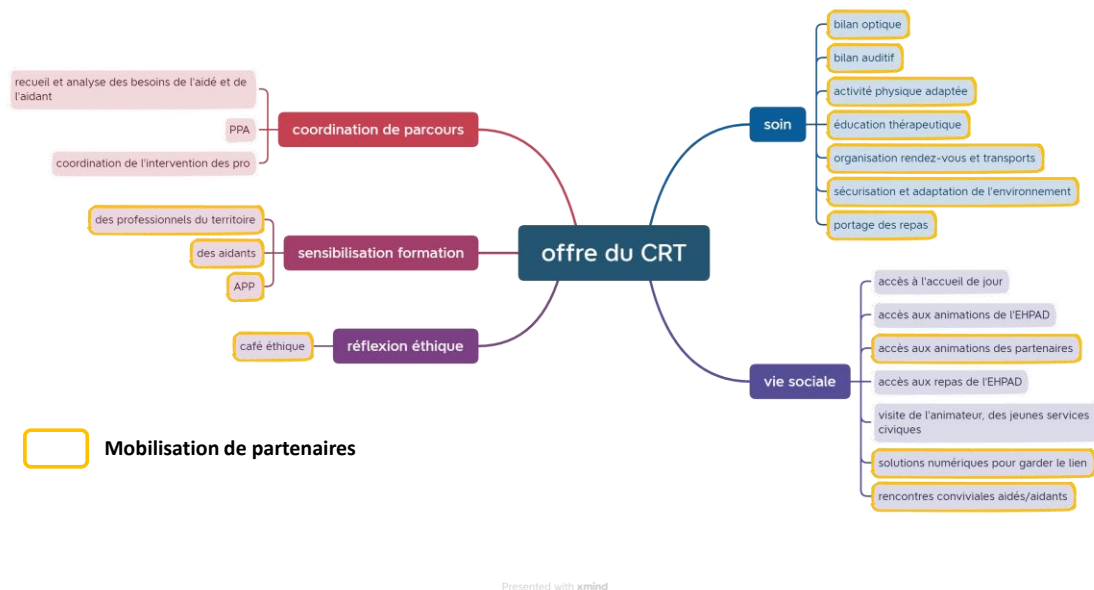 offre du CRT
coordination de parcours
recueil et analyse des besoins de l'aidé et de
l'aidant
PPA
coordination de l'intervention des pro
sensibilisation formation
des professionnels du territoire
des aidants
APP
réflexion éthique
café éthique
soin
bilan optique
bilan auditif
activité physique adaptée
éducation thérapeutique
organisation rendez-vous et transports
sécurisation et adaptation de l'environnement
portage des repas
vie sociale
accès à l'accueil de jour
accès aux animations de l'EHPAD
accès aux animations des partenaires
accès aux repas de l'EHPAD
visite de l'animateur, des jeunes services
civiques
solutions numériques pour garder le lien
rencontres conviviales aidés/aidants
Mobilisation de partenaires
Presented with xmind